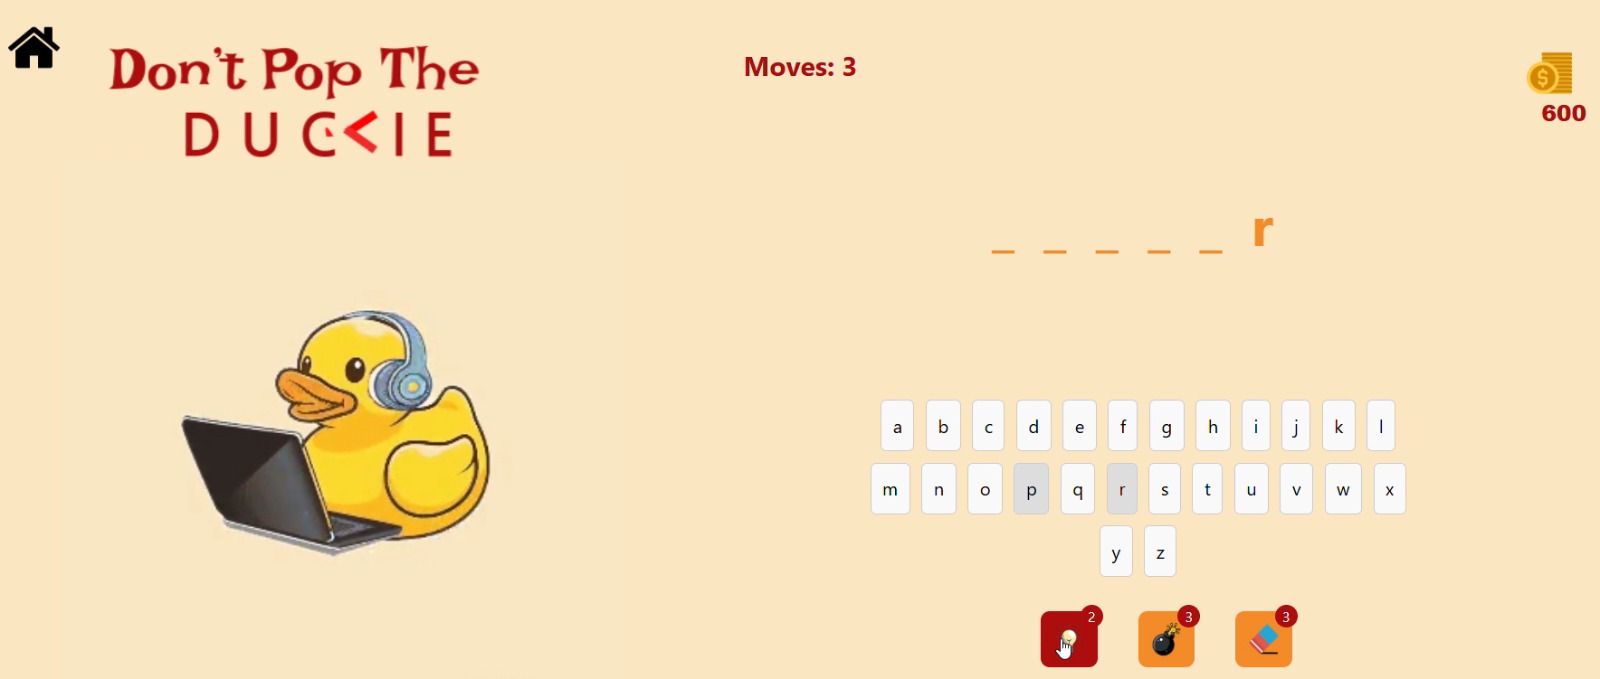 Don't Pop The
DUCKIE
Moves: 3
$
600
_ _ _ _ _ r
a b c d e f g h i j k l
m n o p q r s t u v w x
y z
2 3 3